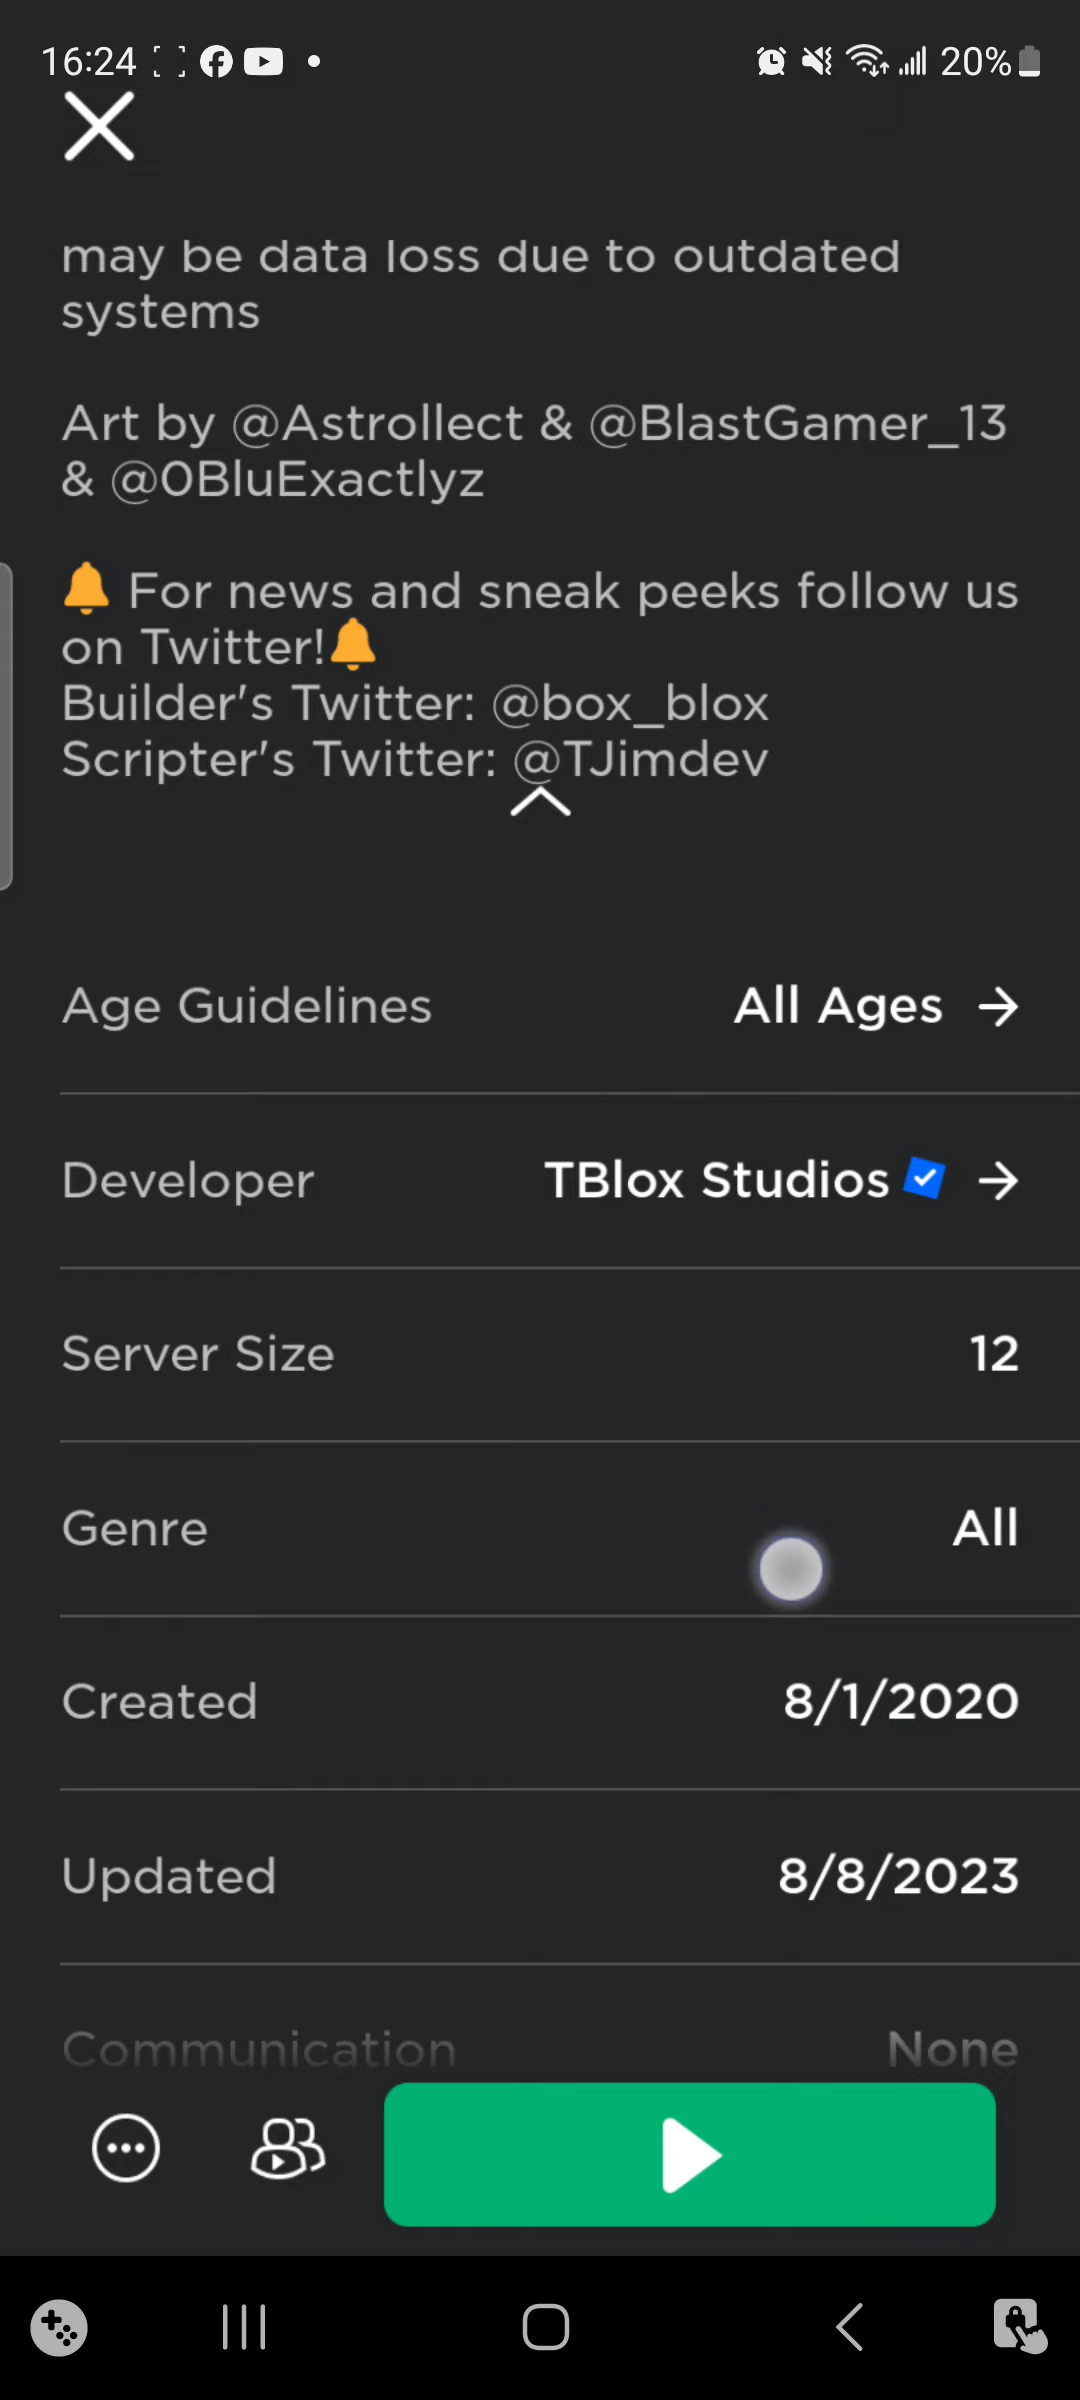 16:24
20%
may be data loss due to outdated
systems
Art by @Astrollect & @BlastGamer_13
& @0BluExactlyz
🔔 For news and sneak peeks follow us
on Twitter!🔔
Builder's Twitter: @box_blox
Scripter's Twitter: @TJimdev
Age Guidelines All Ages
Developer TBlox Studios
Server Size 12
Genre All
Created 8/1/2020
Updated 8/8/2023
Communication None